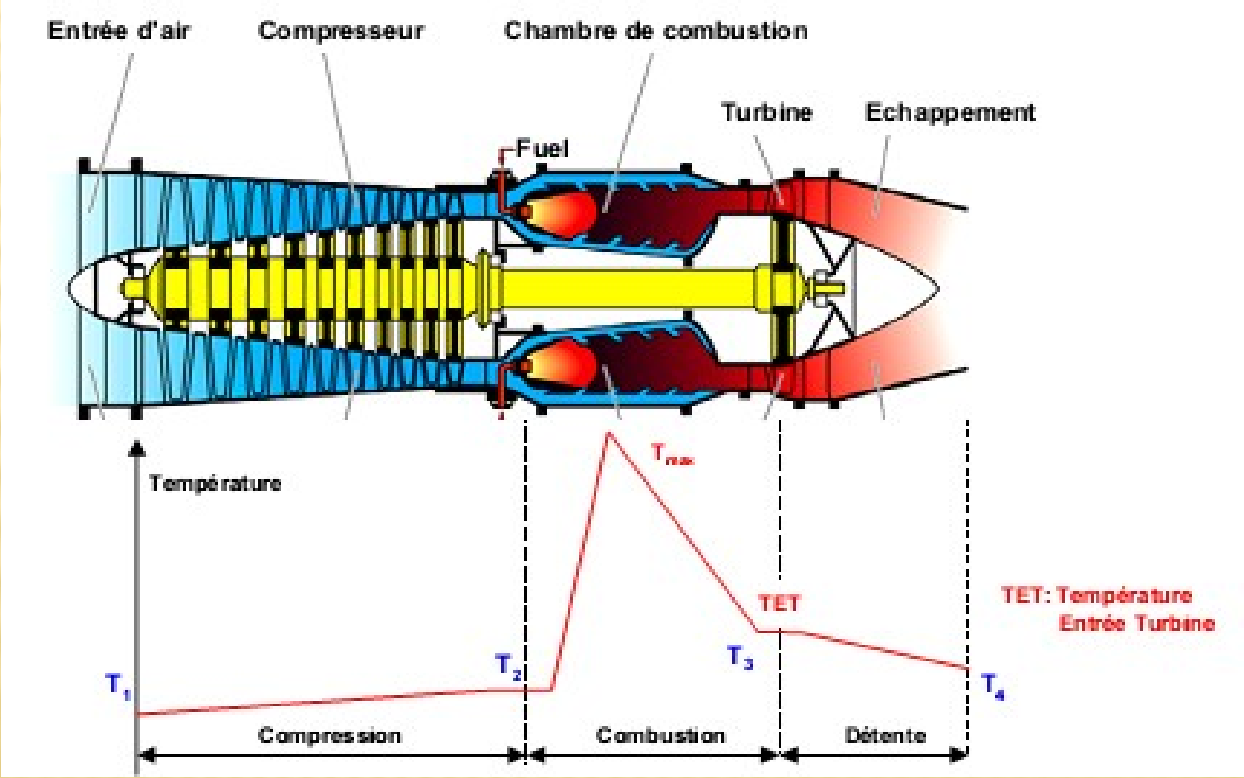 Entrée d'air
Compresseur
Chambre de combustion
Turbine
Echappement
Fuel
Température
Tmax
TET
TET: Température
Entrée Turbine
T1
T2
T3
T4
Compression
Combustion
Détente